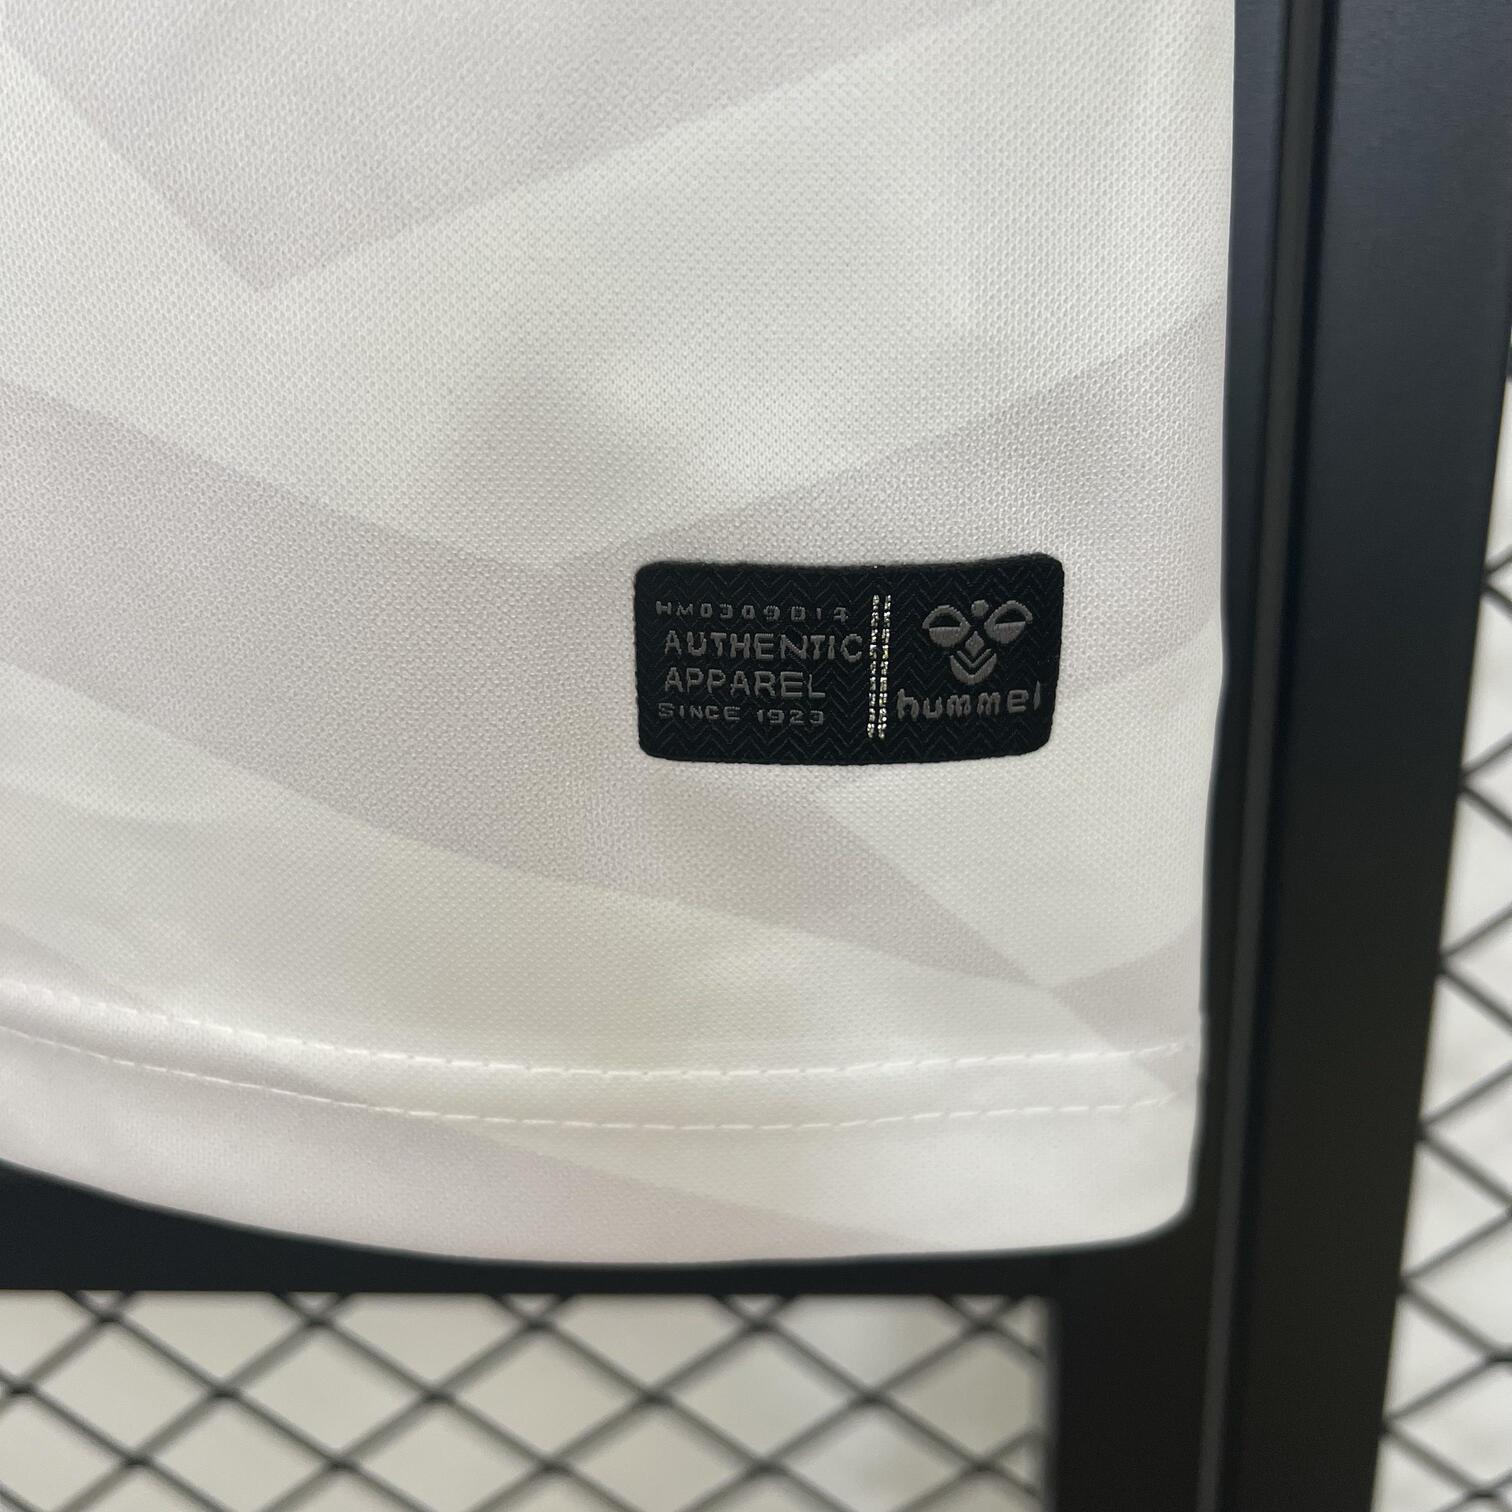 HM0309014
AUTHENTIC
APPAREL
SINCE 1923
hummel